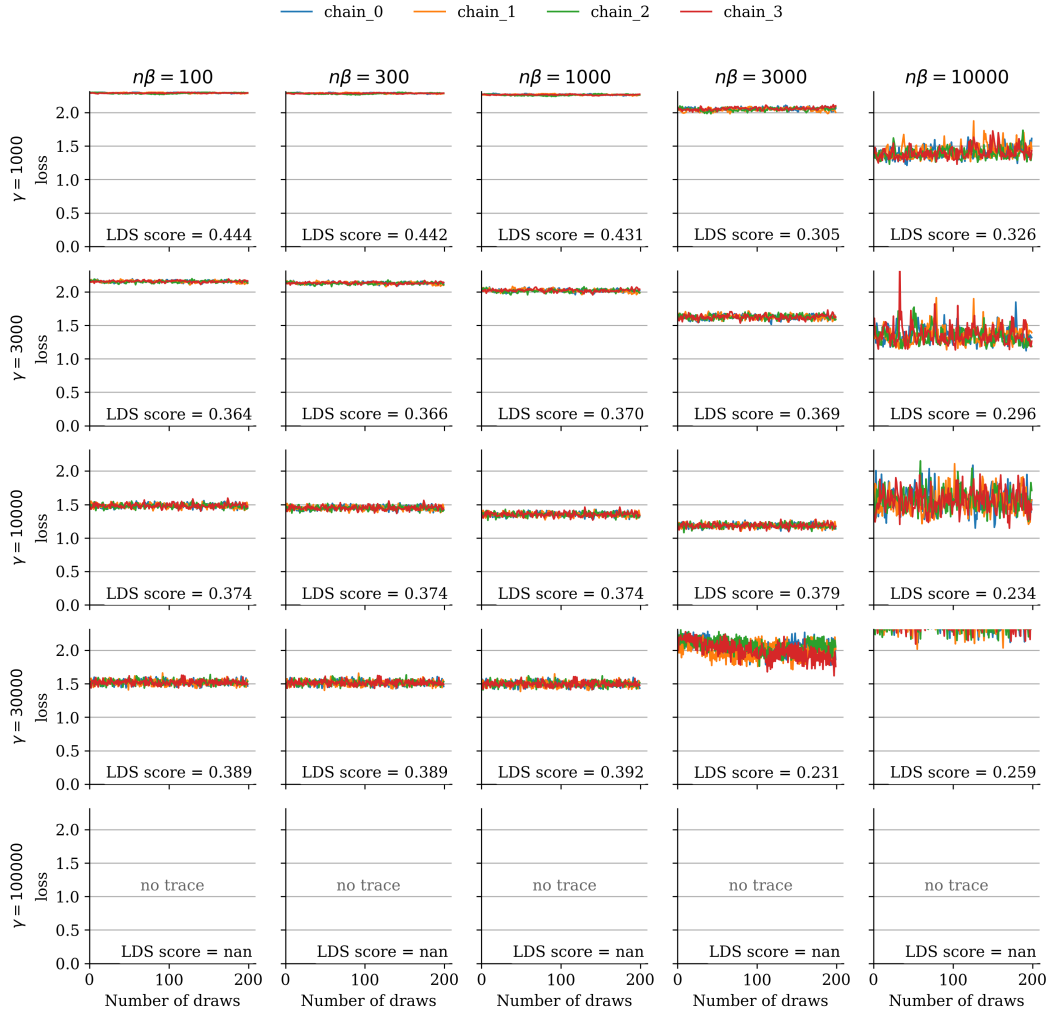 chain_0 chain_1 chain_2 chain_3
nβ = 100 nβ = 300 nβ = 1000 nβ = 3000 nβ = 10000
γ = 1000
loss
2.0
1.5
1.0
0.5
0.0
LDS score = 0.444 LDS score = 0.442 LDS score = 0.431 LDS score = 0.305 LDS score = 0.326
γ = 3000
loss
2.0
1.5
1.0
0.5
0.0
LDS score = 0.364 LDS score = 0.366 LDS score = 0.370 LDS score = 0.369 LDS score = 0.296
γ = 10000
loss
2.0
1.5
1.0
0.5
0.0
LDS score = 0.374 LDS score = 0.374 LDS score = 0.374 LDS score = 0.379 LDS score = 0.234
γ = 30000
loss
2.0
1.5
1.0
0.5
0.0
LDS score = 0.389 LDS score = 0.389 LDS score = 0.392 LDS score = 0.231 LDS score = 0.259
γ = 100000
loss
2.0
1.5
1.0
0.5
0.0
no trace no trace no trace no trace no trace
LDS score = nan LDS score = nan LDS score = nan LDS score = nan LDS score = nan
0 100 200 0 100 200 0 100 200 0 100 200 0 100 200
Number of draws Number of draws Number of draws Number of draws Number of draws